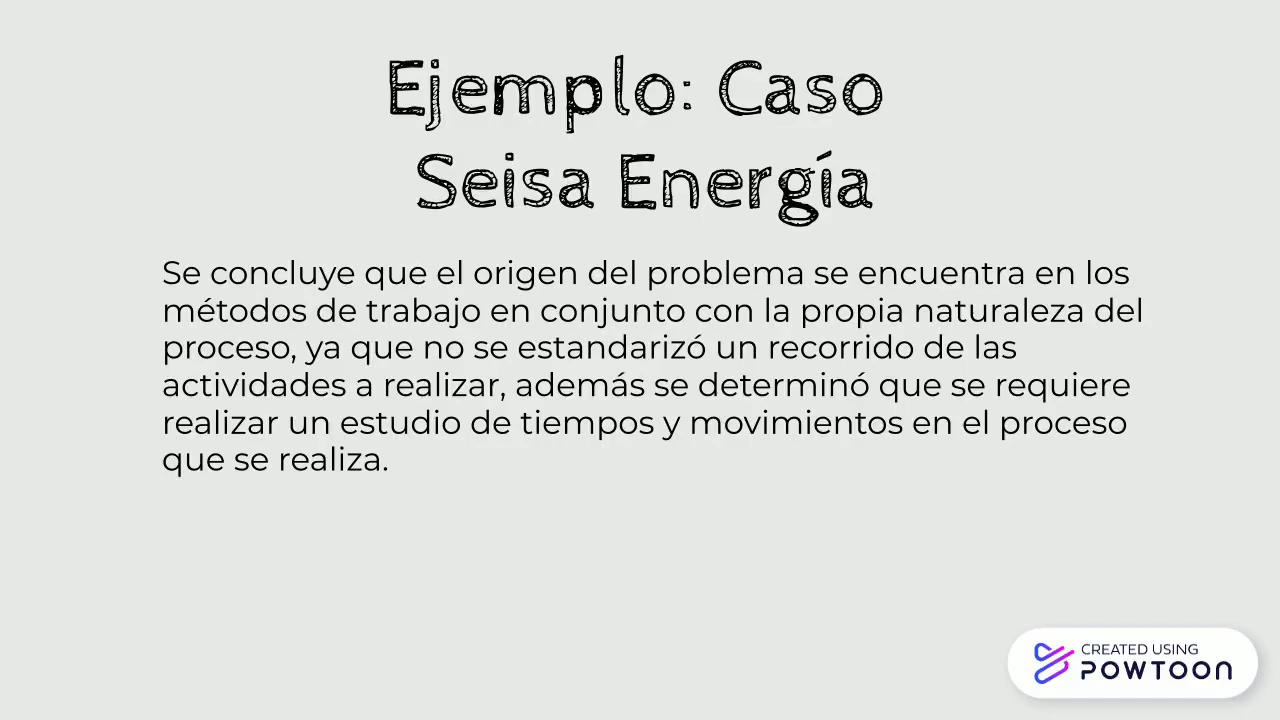 Ejemplo: Caso
Seisa Energía
Se concluye que el origen del problema se encuentra en los
métodos de trabajo en conjunto con la propia naturaleza del
proceso, ya que no se estandarizó un recorrido de las
actividades a realizar, además se determinó que se requiere
realizar un estudio de tiempos y movimientos en el proceso
que se realiza.
CREATED USING
POWTOON